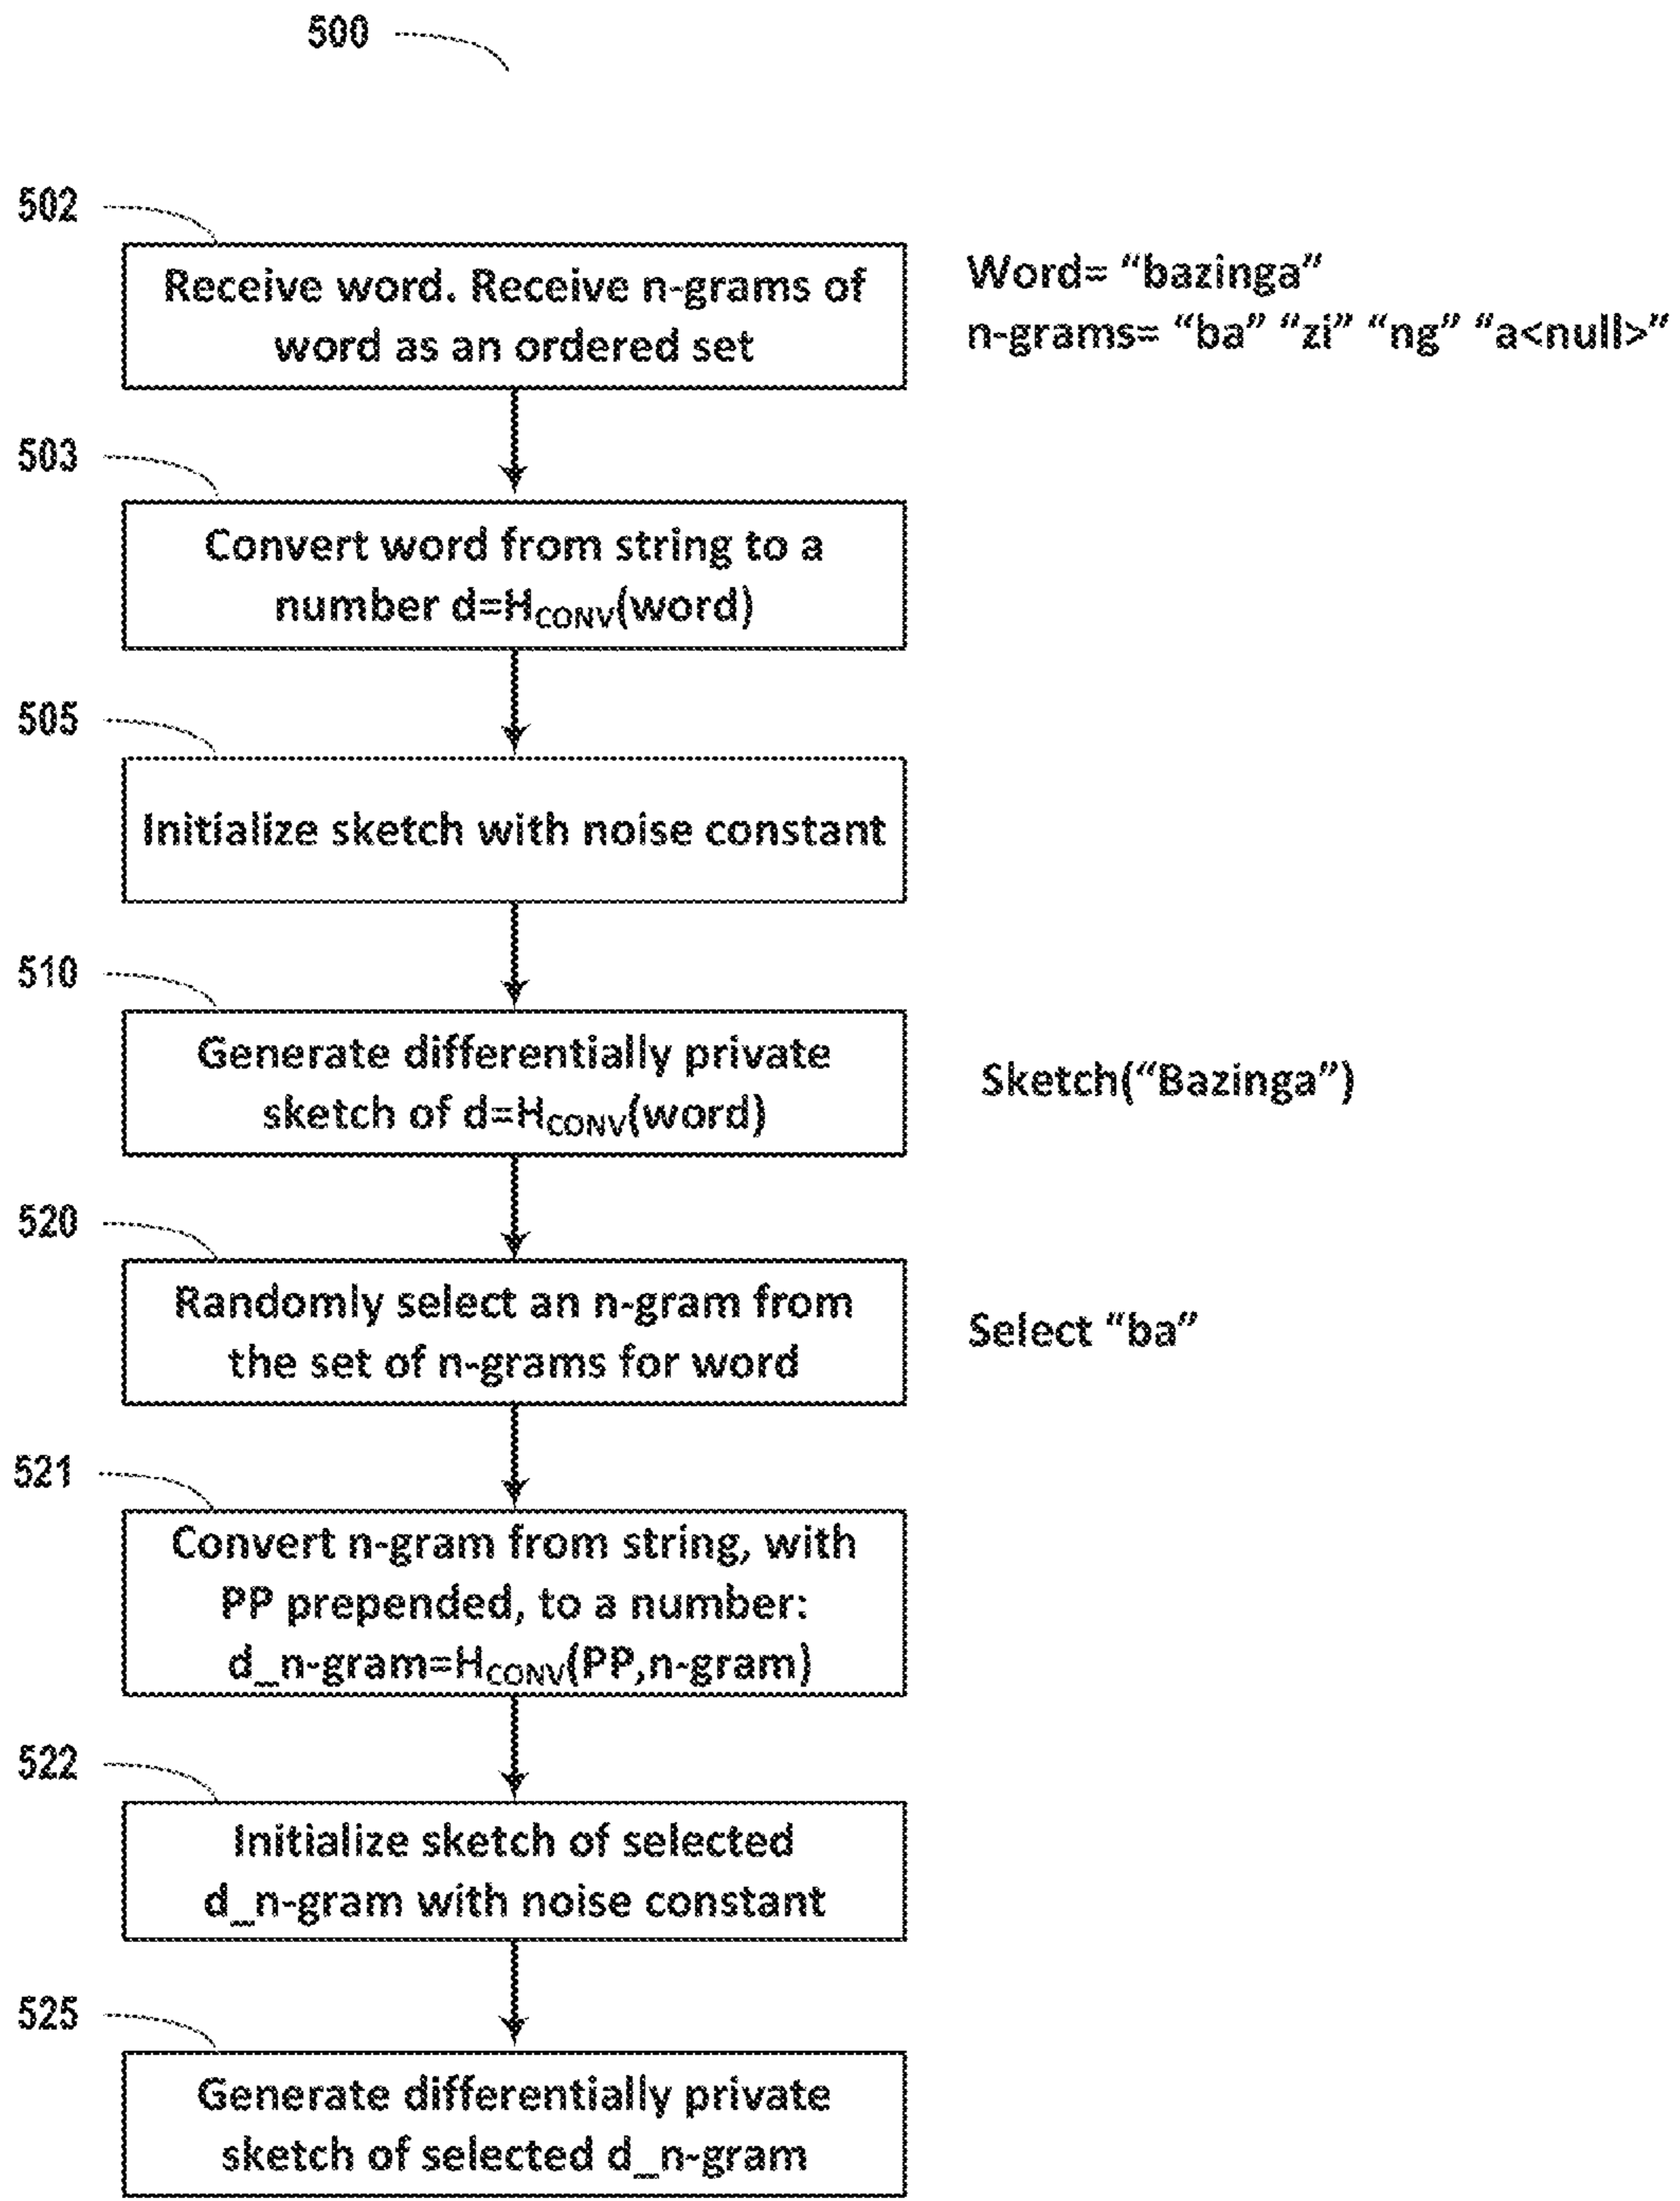 500
502
Receive word. Receive n-grams of
word as an ordered set
Word= “bazinga”
n-grams= “ba” “zi” “ng” “a<null>”
503
Convert word from string to a
number d=H_CONV(word)
505
Initialize sketch with noise constant
510
Generate differentially private
sketch of d=H_CONV(word)
Sketch(“Bazinga”)
520
Randomly select an n-gram from
the set of n-grams for word
Select “ba”
521
Convert n-gram from string, with
PP prepended, to a number:
d_n-gram=H_CONV(PP,n-gram)
522
Initialize sketch of selected
d_n-gram with noise constant
525
Generate differentially private
sketch of selected d_n-gram